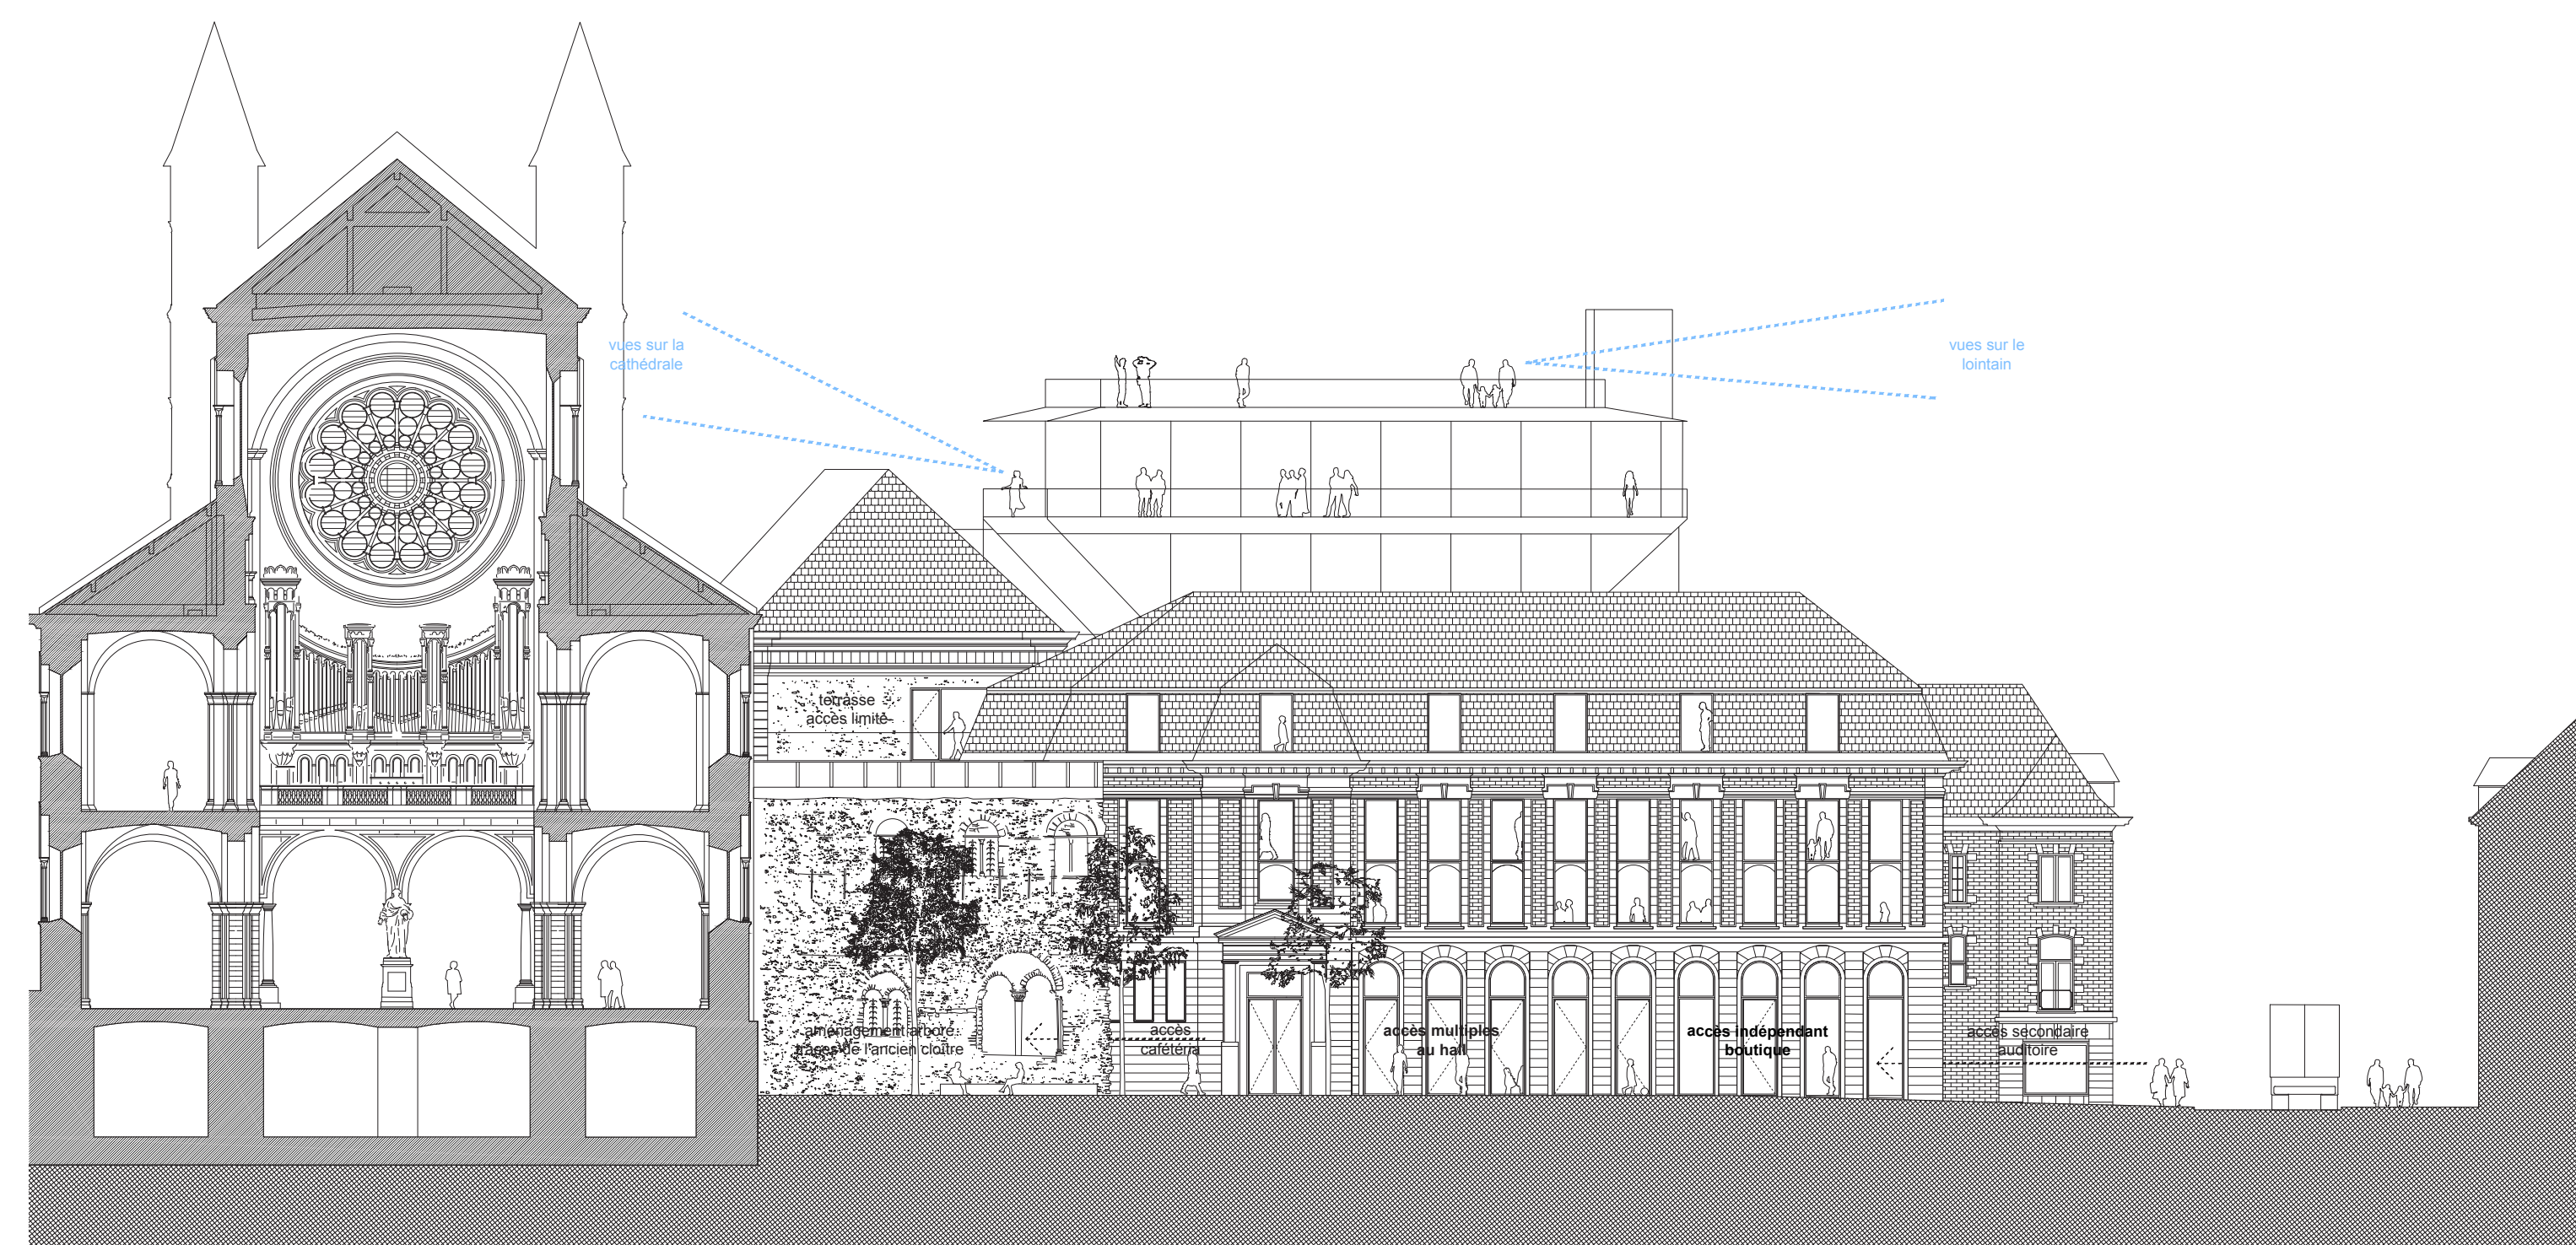 vues sur la
cathédrale
vues sur le
lointain
terrasse
accès limité
aménagement arboré
traces de l'ancien cloître
accès
cafétéria
accès multiples
au hall
accès indépendant
boutique
accès secondaire
auditoire